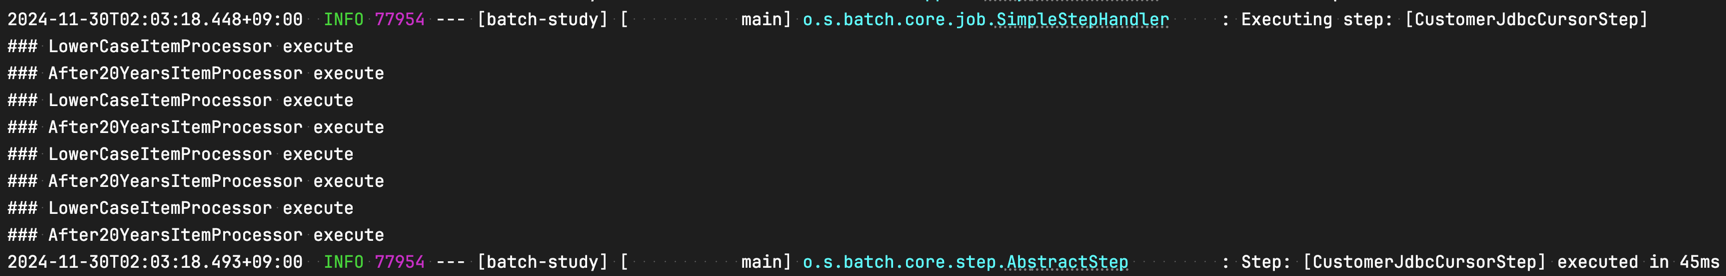 2024-11-30T02:03:18.448+09:00  INFO 77954 --- [batch-study] [           main] o.s.batch.core.job.SimpleStepHandler     : Executing step: [CustomerJdbcCursorStep]
### LowerCaseItemProcessor execute
### After20YearsItemProcessor execute
### LowerCaseItemProcessor execute
### After20YearsItemProcessor execute
### LowerCaseItemProcessor execute
### After20YearsItemProcessor execute
### LowerCaseItemProcessor execute
### After20YearsItemProcessor execute
2024-11-30T02:03:18.493+09:00  INFO 77954 --- [batch-study] [           main] o.s.batch.core.step.AbstractStep         : Step: [CustomerJdbcCursorStep] executed in 45ms